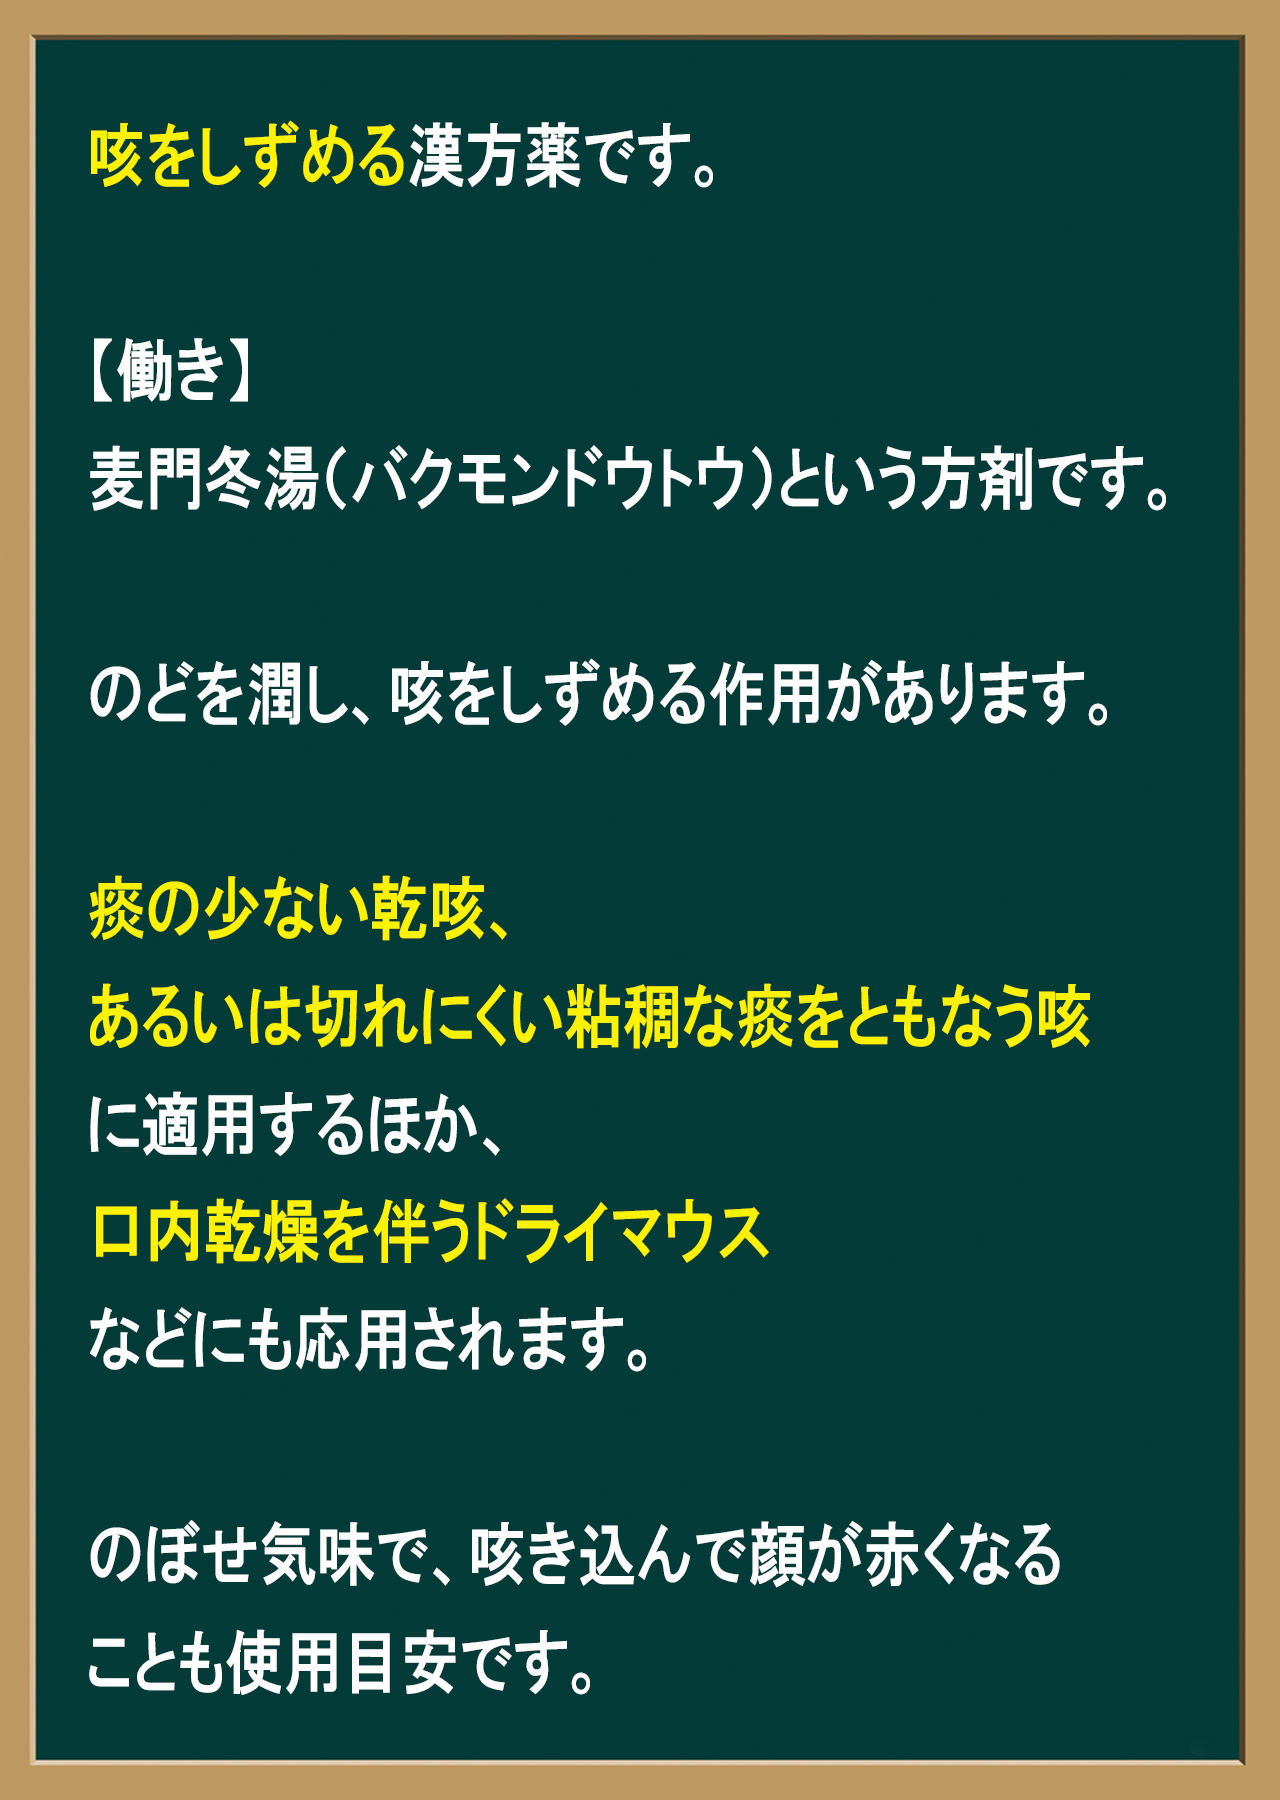 咳をしずめる漢方薬です。
【働き】
麦門冬湯（バクモンドウトウ）という方剤です。
のどを潤し、咳をしずめる作用があります。
痰の少ない乾咳、
あるいは切れにくい粘稠な痰をともなう咳
に適用するほか、
口内乾燥を伴うドライマウス
などにも応用されます。
のぼせ気味で、咳き込んで顔が赤くなる
ことも使用目安です。